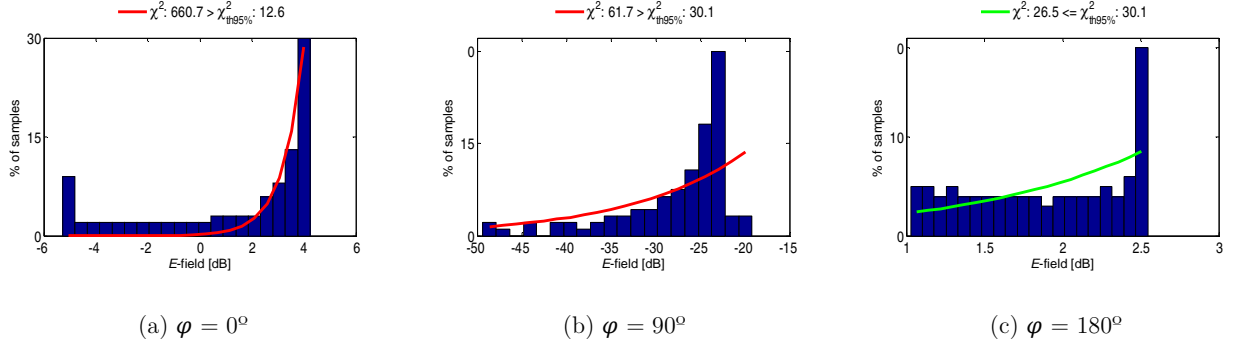 χ²: 660.7 > χ²th95%: 12.6
30
15
0
% of samples
-6 -4 -2 0 2 4 6
E-field [dB]
(a) φ = 0º
χ²: 61.7 > χ²th95%: 30.1
0
15
0
% of samples
-50 -45 -40 -35 -30 -25 -20 -15
E-field [dB]
(b) φ = 90º
χ²: 26.5 <= χ²th95%: 30.1
0
10
0
% of samples
1 1.5 2 2.5 3
E-field [dB]
(c) φ = 180º